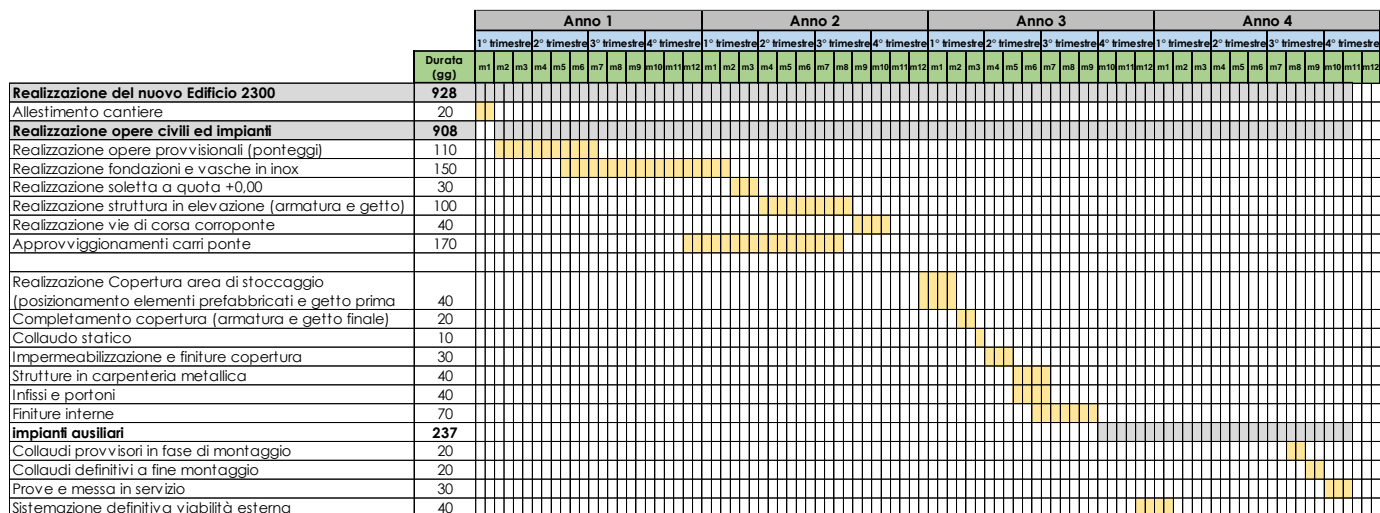 Anno 1 Anno 2 Anno 3 Anno 4
1° trimestre 2° trimestre 3° trimestre 4° trimestre 1° trimestre 2° trimestre 3° trimestre 4° trimestre 1° trimestre 2° trimestre 3° trimestre 4° trimestre 1° trimestre 2° trimestre 3° trimestre 4° trimestre
Durata (gg) m1 m2 m3 m4 m5 m6 m7 m8 m9 m10 m11 m12 m1 m2 m3 m4 m5 m6 m7 m8 m9 m10 m11 m12 m1 m2 m3 m4 m5 m6 m7 m8 m9 m10 m11 m12 m1 m2 m3 m4 m5 m6 m7 m8 m9 m10 m11 m12
Realizzazione del nuovo Edificio 2300 928
Allestimento cantiere 20
Realizzazione opere civili ed impianti 908
Realizzazione opere provvisionali (ponteggi) 110
Realizzazione fondazioni e vasche in inox 150
Realizzazione soletta a quota +0,00 30
Realizzazione struttura in elevazione (armatura e getto) 100
Realizzazione vie di corsa corroponte 40
Approvviggionamenti carri ponte 170
Realizzazione Copertura area di stoccaggio
(posizionamento elementi prefabbricati e getto prima 40
Completamento copertura (armatura e getto finale) 20
Collaudo statico 10
Impermeabilizzazione e finiture copertura 30
Strutture in carpenteria metallica 40
Infissi e portoni 40
Finiture interne 70
impianti ausiliari 237
Collaudi provvisori in fase di montaggio 20
Collaudi definitivi a fine montaggio 20
Prove e messa in servizio 30
Sistemazione definitiva viabilità esterna 40